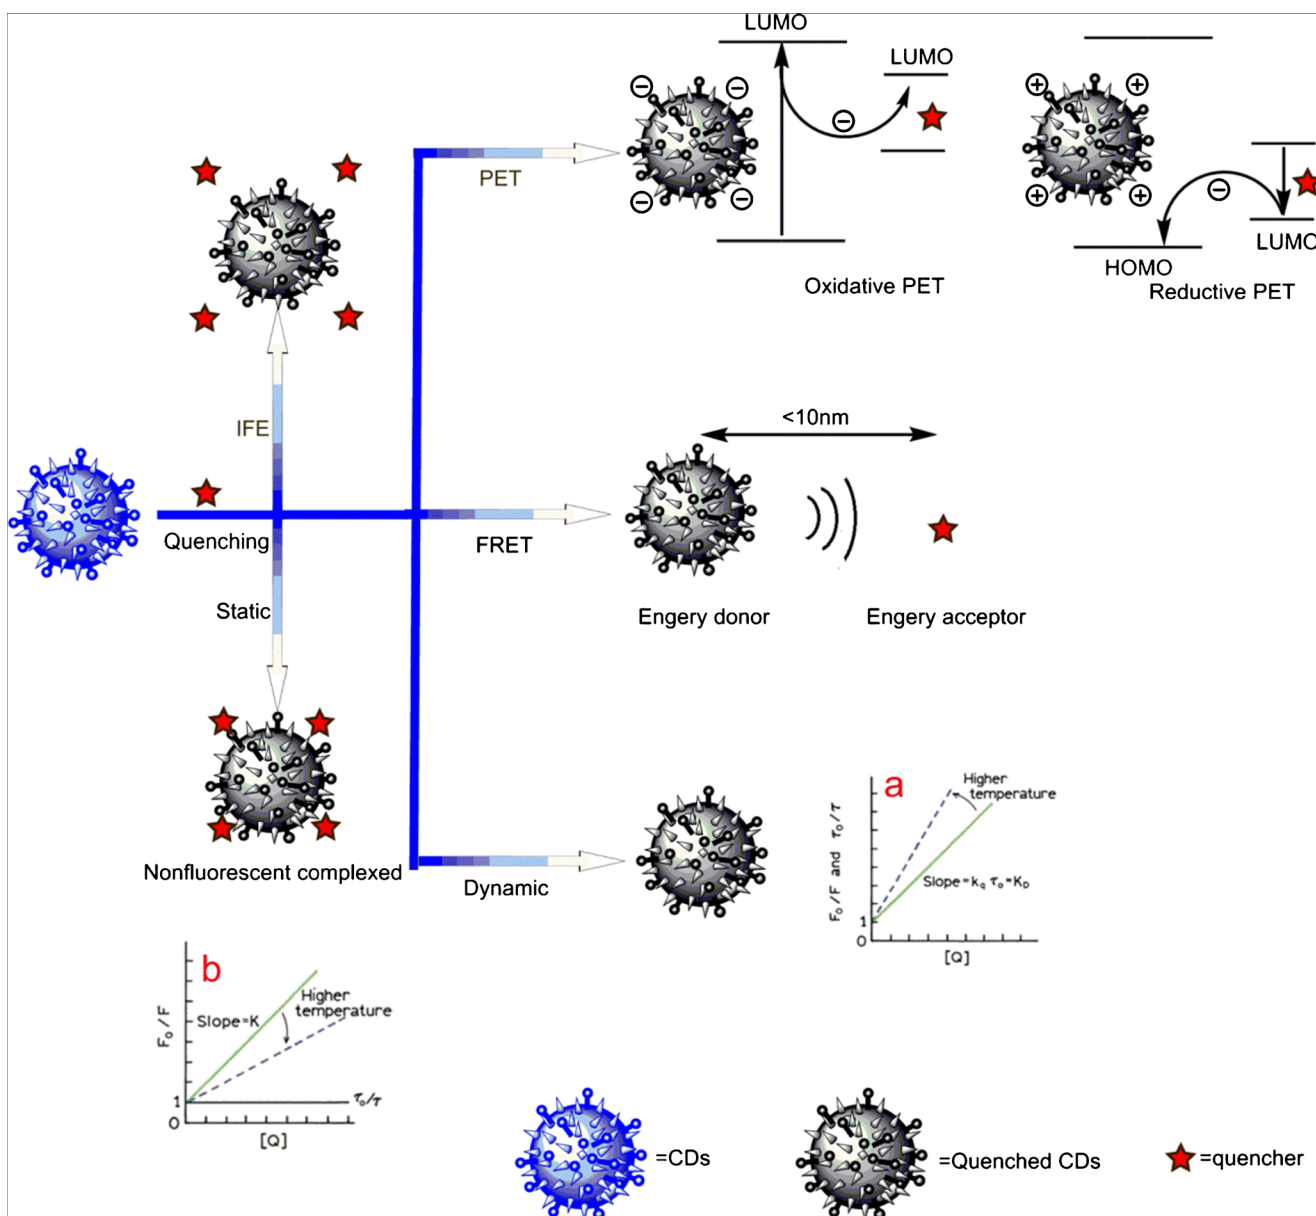 LUMO
LUMO
PET
LUMO
HOMO
Oxidative PET
Reductive PET
IFE
<10nm
Quenching
FRET
Static
Engery donor
Engery acceptor
a
Higher
temperature
F₀/F and τ₀/τ
Slope=k_q τ₀=K_D
1
0
[Q]
Nonfluorescent complexed
Dynamic
b
Higher
temperature
F₀/F
Slope=K
1
τ₀/τ
0
[Q]
=CDs
=Quenched CDs
=quencher